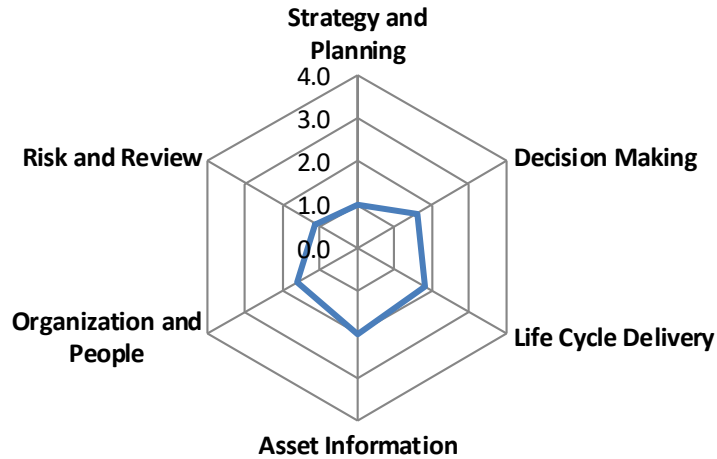 Strategy and
Planning
4.0
3.0
2.0
1.0
0.0
Decision Making
Life Cycle Delivery
Asset Information
Organization and
People
Risk and Review